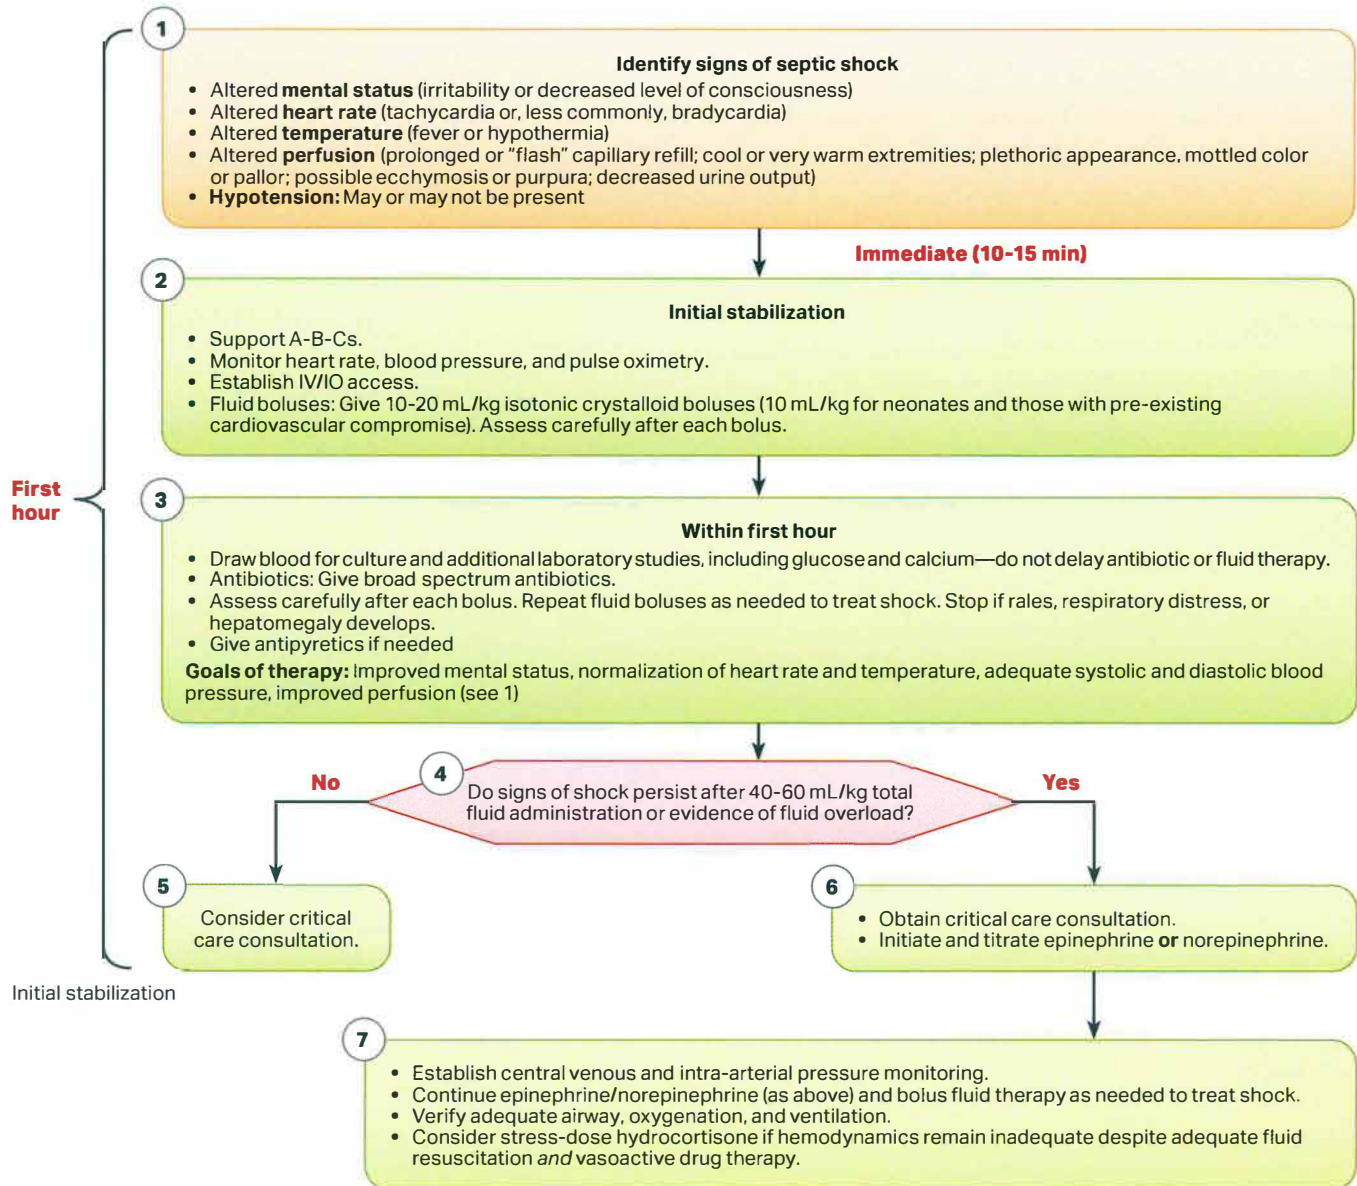 1
Identify signs of septic shock
• Altered mental status (irritability or decreased level of consciousness)
• Altered heart rate (tachycardia or, less commonly, bradycardia)
• Altered temperature (fever or hypothermia)
• Altered perfusion (prolonged or "flash" capillary refill; cool or very warm extremities; plethoric appearance, mottled color
or pallor; possible ecchymosis or purpura; decreased urine output)
• Hypotension: May or may not be present
Immediate (10-15 min)
2
Initial stabilization
• Support A-B-Cs.
• Monitor heart rate, blood pressure, and pulse oximetry.
• Establish IV/IO access.
• Fluid boluses: Give 10-20 mL/kg isotonic crystalloid boluses (10 mL/kg for neonates and those with pre-existing
cardiovascular compromise). Assess carefully after each bolus.
First
hour
3
Within first hour
• Draw blood for culture and additional laboratory studies, including glucose and calcium—do not delay antibiotic or fluid therapy.
• Antibiotics: Give broad spectrum antibiotics.
• Assess carefully after each bolus. Repeat fluid boluses as needed to treat shock. Stop if rales, respiratory distress, or
hepatomegaly develops.
• Give antipyretics if needed
Goals of therapy: Improved mental status, normalization of heart rate and temperature, adequate systolic and diastolic blood
pressure, improved perfusion (see 1)
4
Do signs of shock persist after 40-60 mL/kg total
fluid administration or evidence of fluid overload?
No
Yes
5
Consider critical
care consultation.
6
• Obtain critical care consultation.
• Initiate and titrate epinephrine or norepinephrine.
Initial stabilization
7
• Establish central venous and intra-arterial pressure monitoring.
• Continue epinephrine/norepinephrine (as above) and bolus fluid therapy as needed to treat shock.
• Verify adequate airway, oxygenation, and ventilation.
• Consider stress-dose hydrocortisone if hemodynamics remain inadequate despite adequate fluid
resuscitation and vasoactive drug therapy.